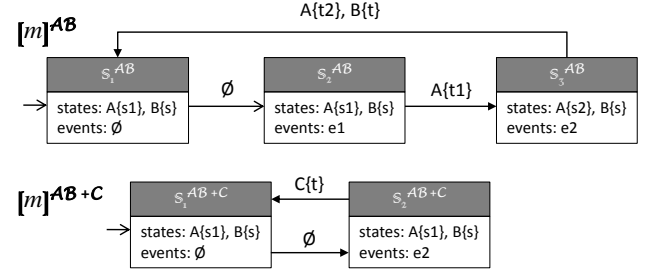 A{t2}, B{t}
[m]^AB
S₁^AB
S₂^AB
S₃^AB
states: A{s1}, B{s}
events: Ø
Ø
states: A{s1}, B{s}
events: e1
A{t1}
states: A{s2}, B{s}
events: e2
[m]^AB+C
S₁^AB+C
C{t}
S₂^AB+C
states: A{s1}, B{s}
events: Ø
Ø
states: A{s1}, B{s}
events: e2